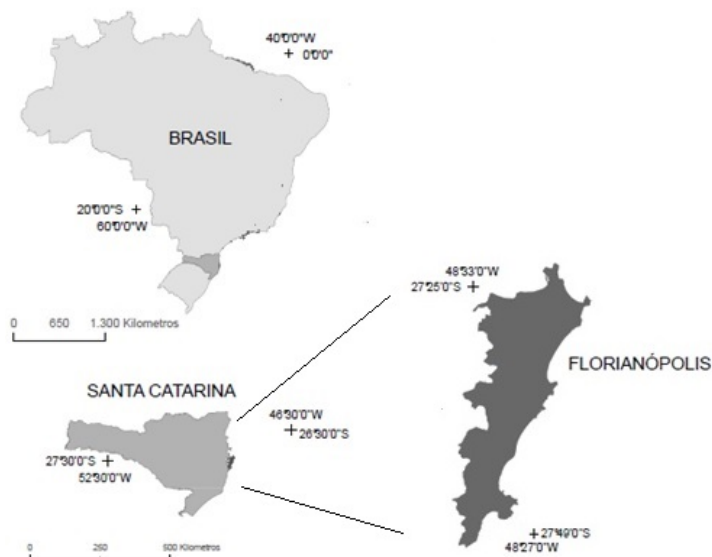 40°0'0"W
0°0'0"
BRASIL
20°0'0"S
60°0'0"W
0 650 1.300 Kilometros
48°33'0"W
27°25'0"S
FLORIANÓPOLIS
SANTA CATARINA
46°30'0"W
26°30'0"S
27°30'0"S
52°30'0"W
27°49'0"S
48°27'0"W
0 250 500 Kilometros